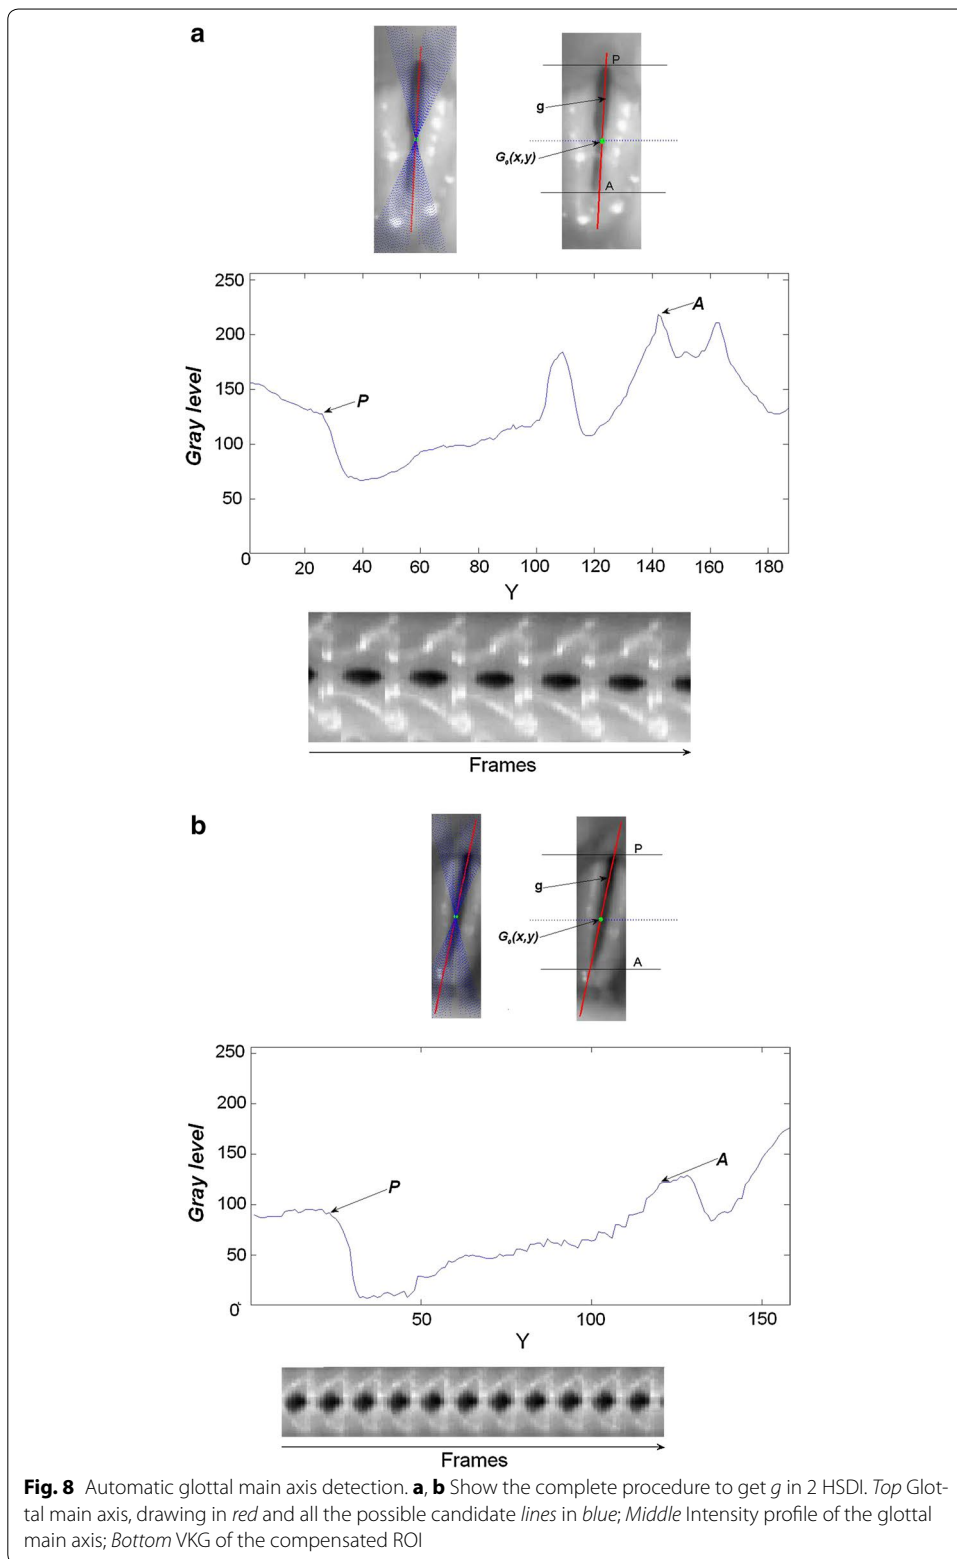 a
P
g
G0(x,y)
A
250
200
150
100
50
0
Gray level
P
A
20 40 60 80 100 120 140 160 180
Y
Frames
b
P
g
G0(x,y)
A
250
200
150
100
50
0
Gray level
P
A
50 100 150
Y
Frames
Fig. 8 Automatic glottal main axis detection. a, b Show the complete procedure to get g in 2 HSDI. Top Glot-
tal main axis, drawing in red and all the possible candidate lines in blue; Middle Intensity profile of the glottal
main axis; Bottom VKG of the compensated ROI